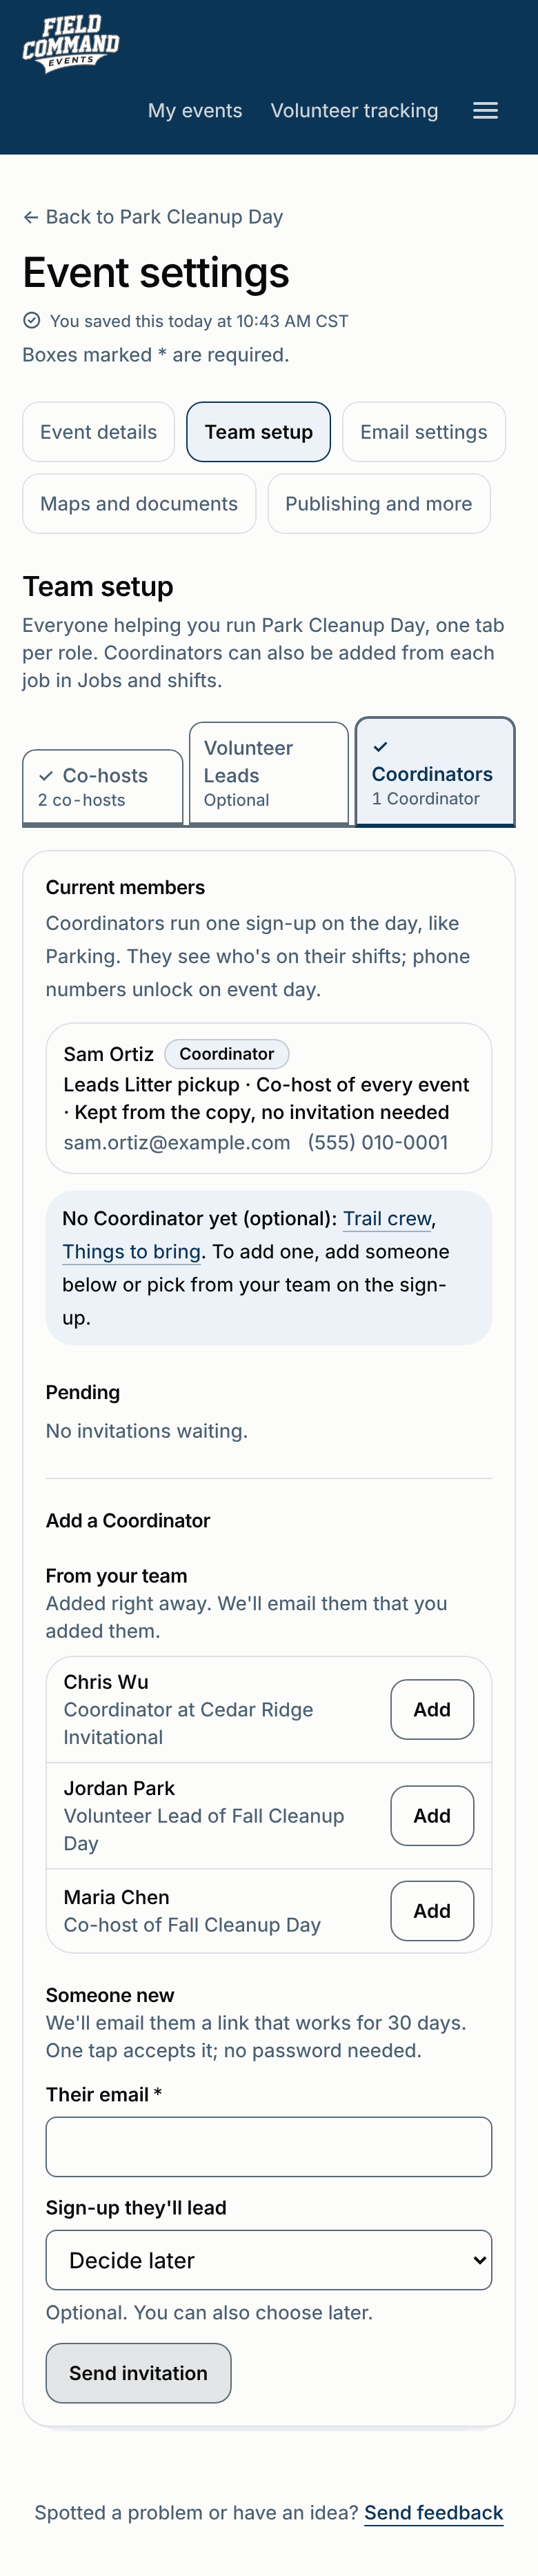 FIELD
COMMAND
EVENTS
My events Volunteer tracking
← Back to Park Cleanup Day
Event settings
You saved this today at 10:43 AM CST
Boxes marked * are required.
Event details Team setup Email settings
Maps and documents Publishing and more
Team setup
Everyone helping you run Park Cleanup Day, one tab
per role. Coordinators can also be added from each
job in Jobs and shifts.
✓ Co-hosts
2 co-hosts
Volunteer
Leads
Optional
✓
Coordinators
1 Coordinator
Current members
Coordinators run one sign-up on the day, like
Parking. They see who's on their shifts; phone
numbers unlock on event day.
Sam Ortiz Coordinator
Leads Litter pickup · Co-host of every event
· Kept from the copy, no invitation needed
sam.ortiz@example.com (555) 010-0001
No Coordinator yet (optional): Trail crew,
Things to bring. To add one, add someone
below or pick from your team on the sign-
up.
Pending
No invitations waiting.
Add a Coordinator
From your team
Added right away. We'll email them that you
added them.
Chris Wu
Coordinator at Cedar Ridge
Invitational
Add
Jordan Park
Volunteer Lead of Fall Cleanup
Day
Add
Maria Chen
Co-host of Fall Cleanup Day
Add
Someone new
We'll email them a link that works for 30 days.
One tap accepts it; no password needed.
Their email *
Sign-up they'll lead
Decide later
Optional. You can also choose later.
Send invitation
Spotted a problem or have an idea? Send feedback